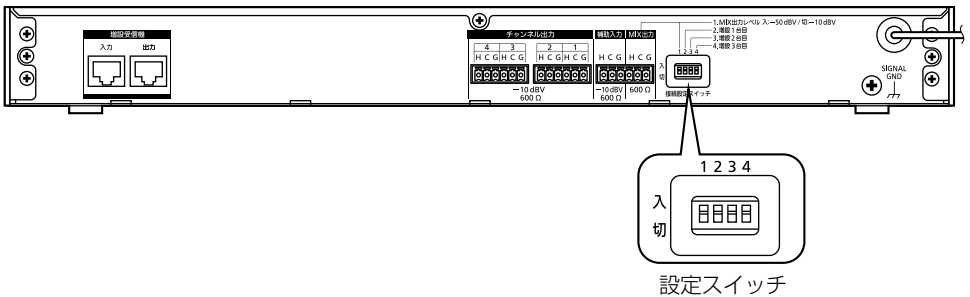 増設受信機
入力 出力
チャンネル出力
4 3 2 1
H C G H C G H C G H C G
−10 dBV
600 Ω
補助入力
H C G
−10 dBV
600 Ω
MIX出力
H C G
600 Ω
1.MIX出力レベル 入:−50 dBV / 切:−10 dBV
2.増設1台目
3.増設2台目
4.増設3台目
1 2 3 4
入
切
接続設定スイッチ
SIGNAL
GND
1 2 3 4
入
切
設定スイッチ